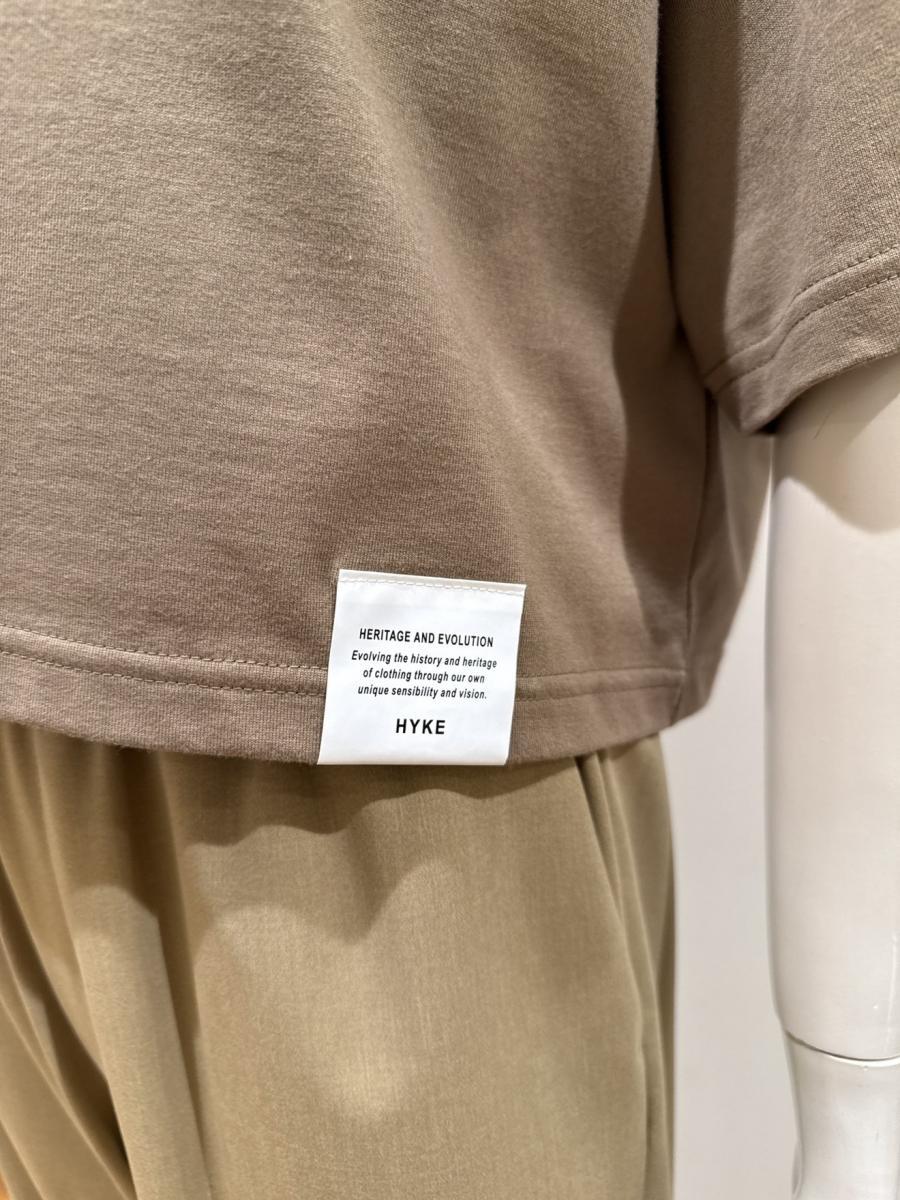 HERITAGE AND EVOLUTION
Evolving the history and heritage
of clothing through our own
unique sensibility and vision.
HYKE